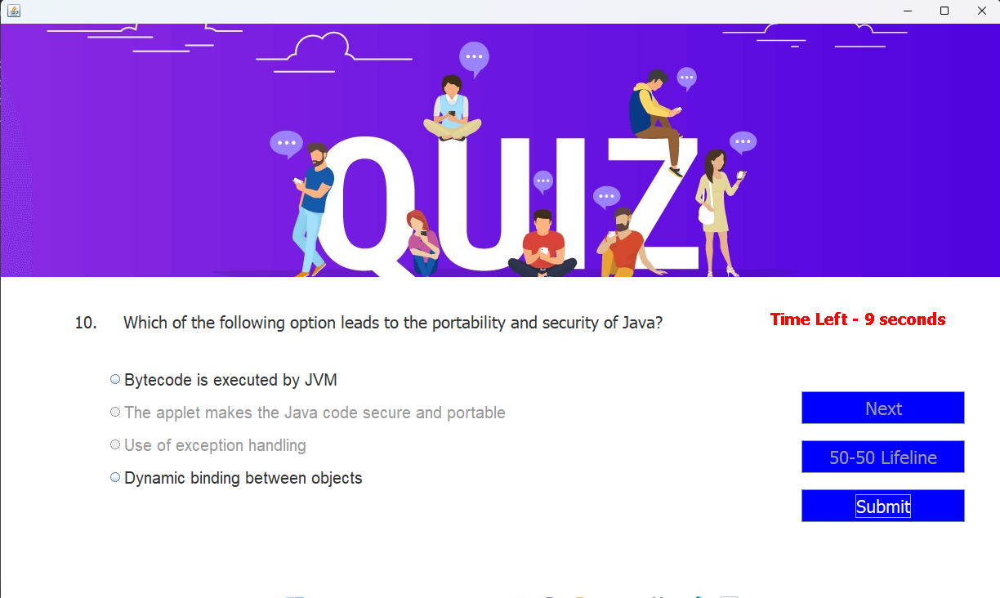 QUIZ
10. Which of the following option leads to the portability and security of Java?
Time Left - 9 seconds
Bytecode is executed by JVM
The applet makes the Java code secure and portable
Use of exception handling
Dynamic binding between objects
Next
50-50 Lifeline
Submit